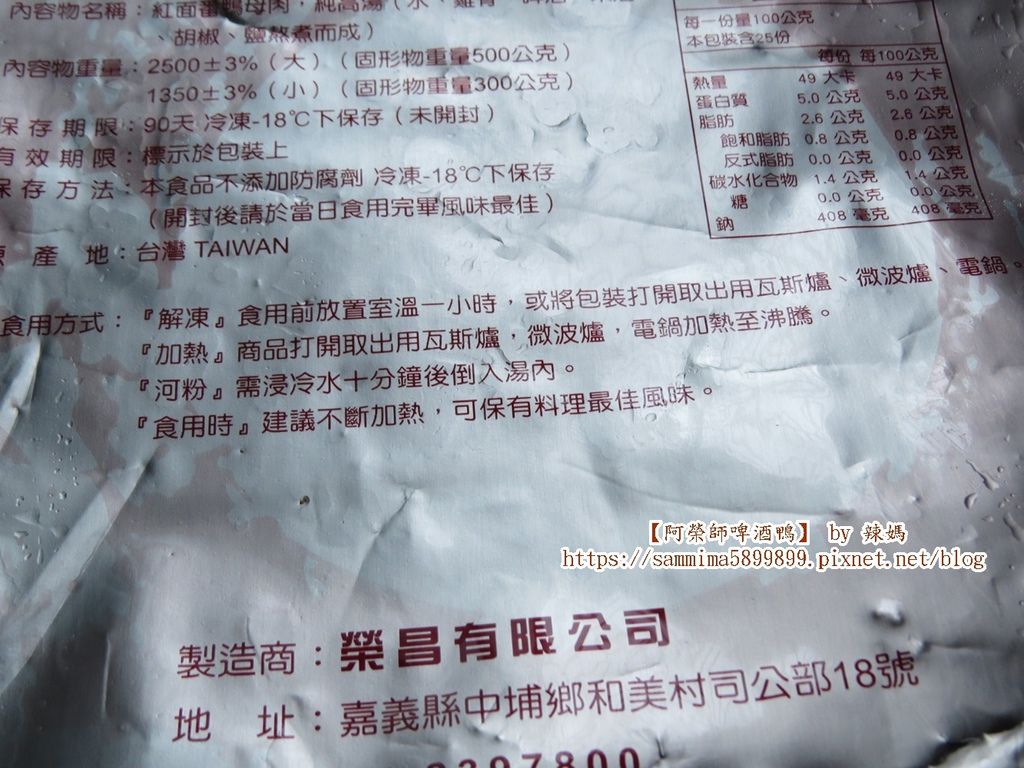 內容物名稱：紅面番鴨母肉，純高湯（水、雞骨、啤酒、米酒
、胡椒、鹽熬煮而成）
內容物重量：2500±3%（大）（固形物重量500公克）
1350±3%（小）（固形物重量300公克）
保存期限：90天 冷凍-18℃下保存（未開封）
有效期限：標示於包裝上
保存方法：本食品不添加防腐劑 冷凍-18℃下保存
（開封後請於當日食用完畢風味最佳）
原產地：台灣 TAIWAN
每一份量100公克
本包裝含25份
每份 每100公克
熱量 49 大卡 49 大卡
蛋白質 5.0 公克 5.0 公克
脂肪 2.6 公克 2.6 公克
飽和脂肪 0.8 公克 0.8 公克
反式脂肪 0.0 公克 0.0 公克
碳水化合物 1.4 公克 1.4 公克
糖 0.0 公克 0.0 公克
鈉 408 毫克 408 毫克
食用方式：『解凍』食用前放置室溫一小時，或將包裝打開取出用瓦斯爐、微波爐、電鍋。
『加熱』商品打開取出用瓦斯爐，微波爐，電鍋加熱至沸騰。
『河粉』需浸冷水十分鐘後倒入湯內。
『食用時』建議不斷加熱，可保有料理最佳風味。
【阿榮師啤酒鴨】 by 辣媽
https://sammima5899899.pixnet.net/blog
製造商：榮昌有限公司
地址：嘉義縣中埔鄉和美村司公部18號